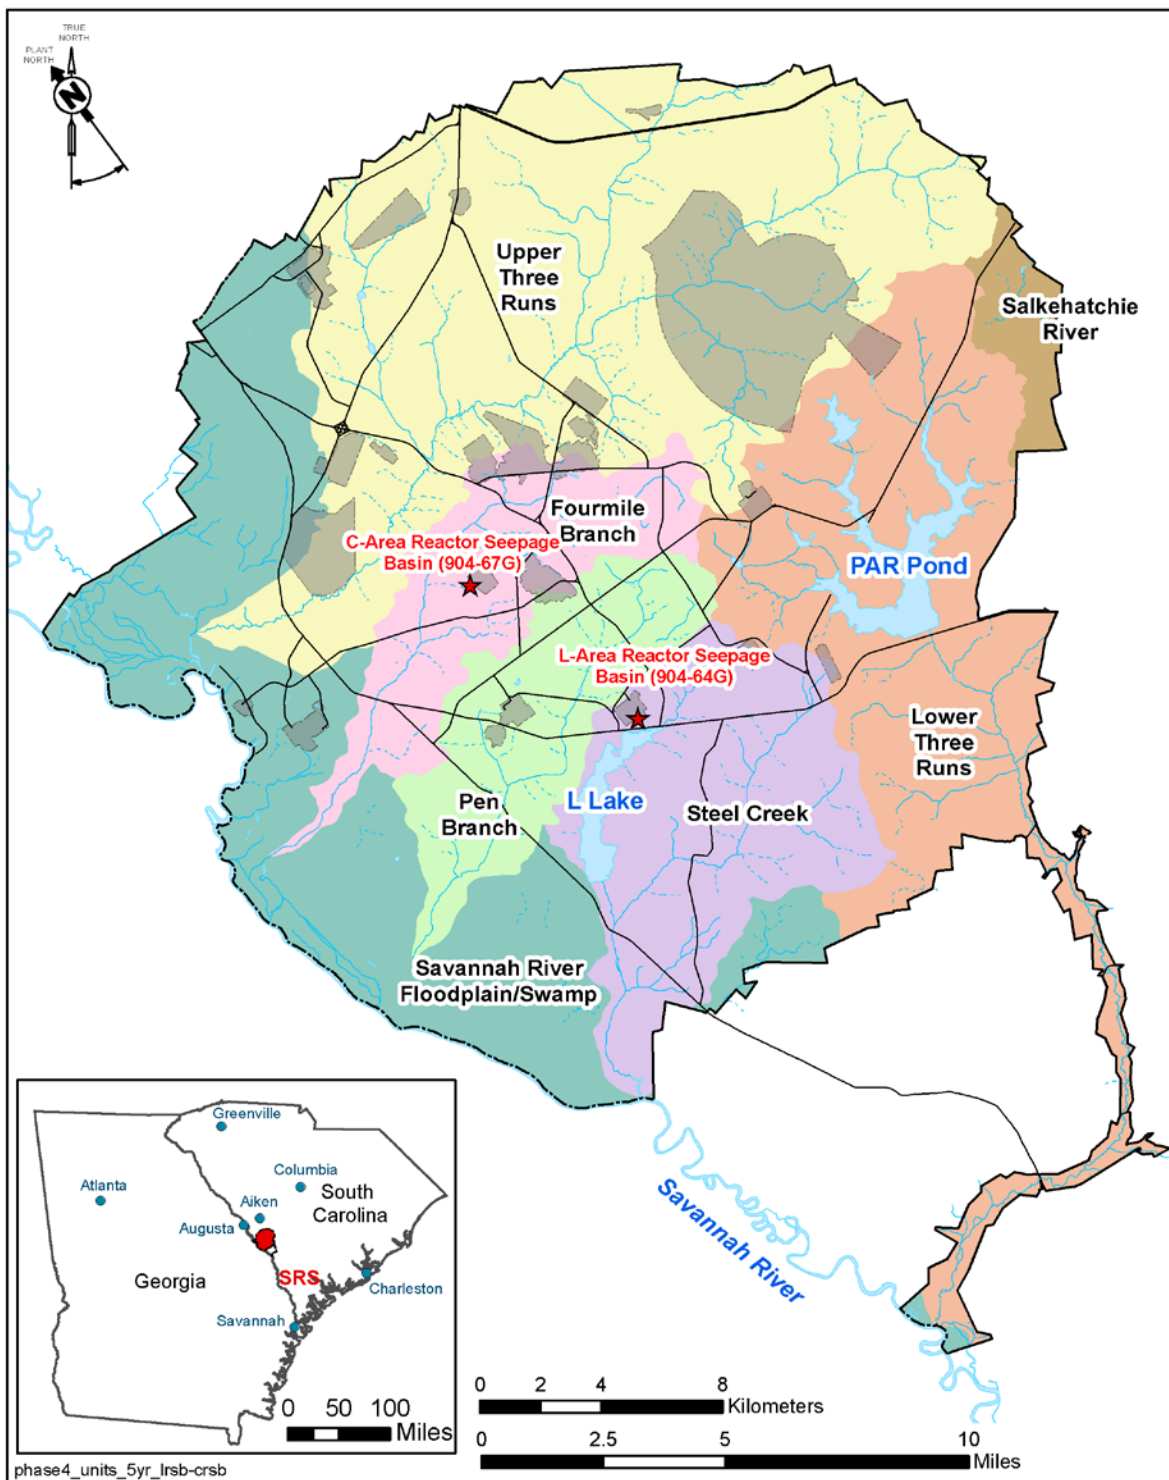 TRUE
NORTH
PLANT
NORTH
N
Upper
Three
Runs
Salkehatchie
River
Fourmile
Branch
C-Area Reactor Seepage
Basin (904-67G)
PAR Pond
L-Area Reactor Seepage
Basin (904-64G)
Lower
Three
Runs
Pen
Branch
L Lake
Steel Creek
Savannah River
Floodplain/Swamp
Savannah River
Greenville
Columbia
Atlanta
Aiken
South
Carolina
Augusta
Georgia
SRS
Charleston
Savannah
0 50 100
Miles
0 2 4 8
Kilometers
0 2.5 5 10
Miles
phase4_units_5yr_lrsb-crsb